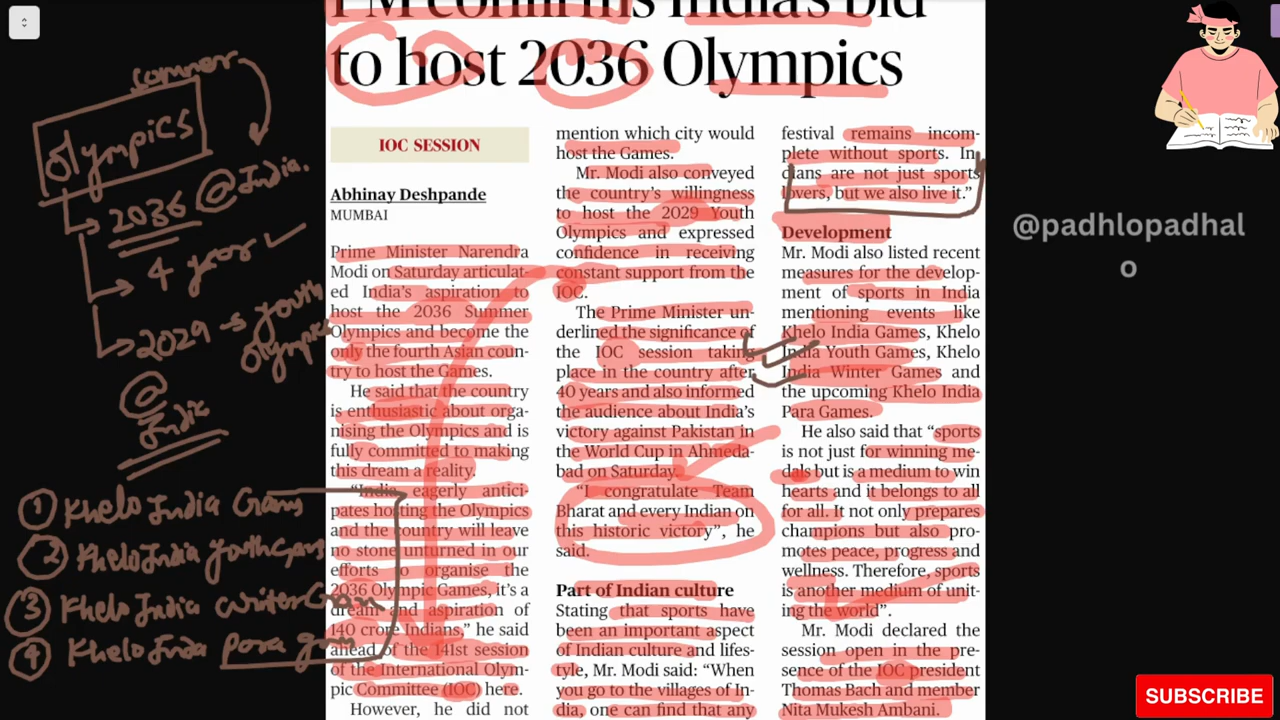 PM confirms India's bid
to host 2036 Olympics
IOC SESSION
Abhinay Deshpande
MUMBAI
Prime Minister Narendra
Modi on Saturday articulat-
ed India's aspiration to
host the 2036 Summer
Olympics and become the
only the fourth Asian coun-
try to host the Games.
He said that the country
is enthusiastic about orga-
nising the Olympics and is
fully committed to making
this dream a reality.
"India eagerly antici-
pates hosting the Olympics
and the country will leave
no stone unturned in our
efforts to organise the
2036 Olympic Games, it's a
dream and aspiration of
140 crore Indians," he said
ahead of the 141st session
of the International Olym-
pic Committee (IOC) here.
However, he did not
mention which city would
host the Games.
Mr. Modi also conveyed
the country's willingness
to host the 2029 Youth
Olympics and expressed
confidence in receiving
constant support from the
IOC.
The Prime Minister un-
derlined the significance of
the IOC session taking
place in the country after
40 years and also informed
the audience about India's
victory against Pakistan in
the World Cup in Ahmeda-
bad on Saturday.
"I congratulate Team
Bharat and every Indian on
this historic victory", he
said.
Part of Indian culture
Stating that sports have
been an important aspect
of Indian culture and lifes-
tyle, Mr. Modi said: "When
you go to the villages of In-
dia, one can find that any
festival remains incom-
plete without sports. In-
dians are not just sports
lovers, but we also live it."
Development
Mr. Modi also listed recent
measures for the develop-
ment of sports in India
mentioning events like
Khelo India Games, Khelo
India Youth Games, Khelo
India Winter Games and
the upcoming Khelo India
Para Games.
He also said that "sports
is not just for winning me-
dals but is a medium to win
hearts and it belongs to all
for all. It not only prepares
champions but also pro-
motes peace, progress and
wellness. Therefore, sports
is another medium of unit-
ing the world".
Mr. Modi declared the
session open in the pre-
sence of the IOC president
Thomas Bach and member
Nita Mukesh Ambani.
Olympics
2036 @ India.
4 year
2029 → youth
Olympics
@
India
1 Khelo India
2 Khelo India youth
3 Khelo India
4 Khelo India para
@padhlopadhal
o
SUBSCRIBE